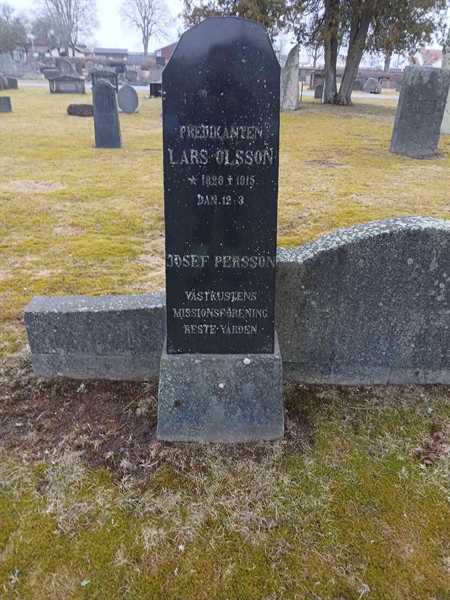 PREDIKANTEN
LARS OLSSON
* 1829 † 1915
DAN. 12:3
JOSEF PERSSON
VÄSTKUSTENS
MISSIONSFÖRENING
RESTE VÅRDEN